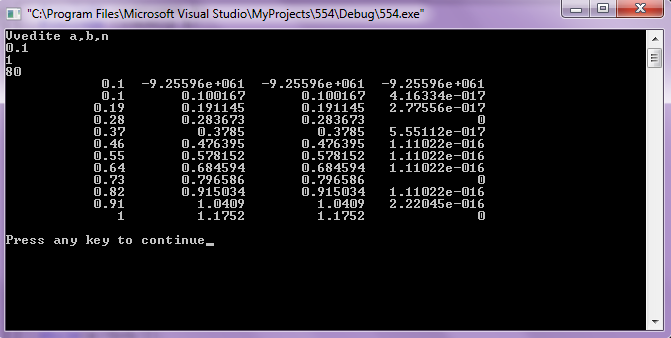 "C:\Program Files\Microsoft Visual Studio\MyProjects\554\Debug\554.exe"
Vvedite a,b,n
0.1
1
80
0.1 -9.25596e+061 -9.25596e+061 -9.25596e+061
0.1 0.100167 0.100167 4.16334e-017
0.19 0.191145 0.191145 2.77556e-017
0.28 0.283673 0.283673 0
0.37 0.3785 0.3785 5.55112e-017
0.46 0.476395 0.476395 1.11022e-016
0.55 0.578152 0.578152 1.11022e-016
0.64 0.684594 0.684594 1.11022e-016
0.73 0.796586 0.796586 0
0.82 0.915034 0.915034 1.11022e-016
0.91 1.0409 1.0409 2.22045e-016
1 1.1752 1.1752 0
Press any key to continue_